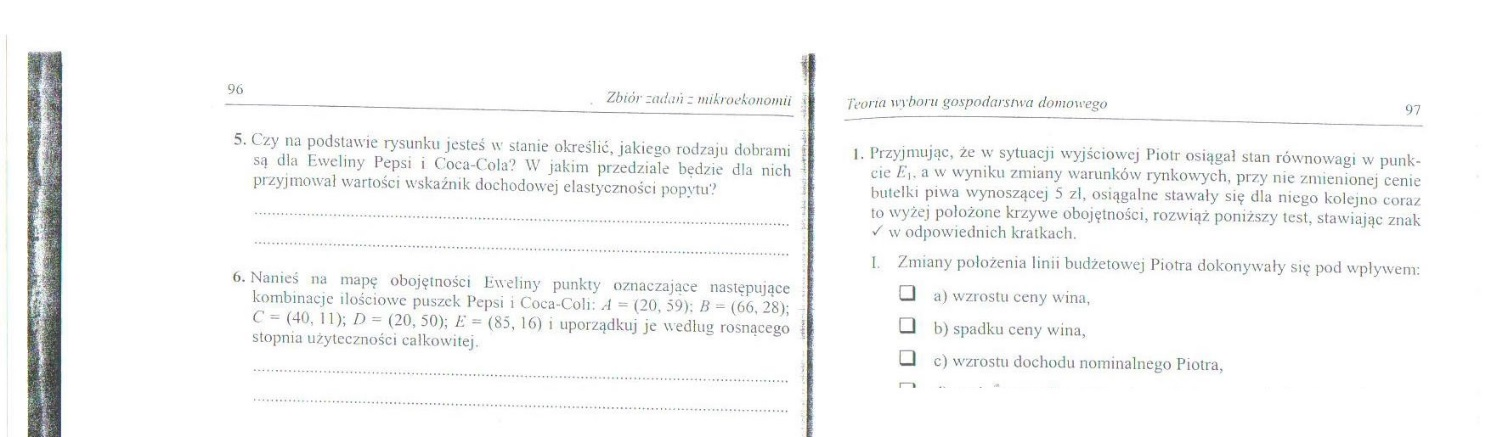 96
Zbiór zadań z mikroekonomii
5. Czy na podstawie rysunku jesteś w stanie określić, jakiego rodzaju dobrami
są dla Eweliny Pepsi i Coca-Cola? W jakim przedziale będzie dla nich
przyjmował wartości wskaźnik dochodowej elastyczności popytu?
6. Nanieś na mapę obojętności Eweliny punkty oznaczające następujące
kombinacje ilościowe puszek Pepsi i Coca-Coli: A = (20, 59); B = (66, 28);
C = (40, 11); D = (20, 50); E = (85, 16) i uporządkuj je według rosnącego
stopnia użyteczności całkowitej.
Teoria wyboru gospodarstwa domowego
97
1. Przyjmując, że w sytuacji wyjściowej Piotr osiągał stan równowagi w punk-
cie E₁, a w wyniku zmiany warunków rynkowych, przy nie zmienionej cenie
butelki piwa wynoszącej 5 zł, osiągalne stawały się dla niego kolejno coraz
to wyżej położone krzywe obojętności, rozwiąż poniższy test, stawiając znak
✓ w odpowiednich kratkach.
I. Zmiany położenia linii budżetowej Piotra dokonywały się pod wpływem:
a) wzrostu ceny wina,
b) spadku ceny wina,
c) wzrostu dochodu nominalnego Piotra,